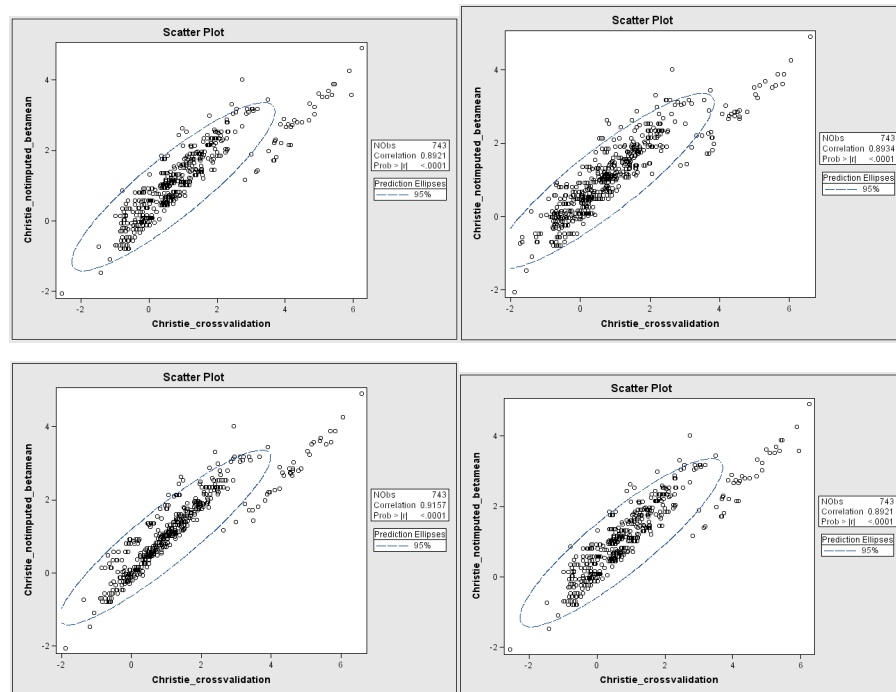 Scatter Plot
Christie_notimputed_betamean
4
2
0
-2
-2 0 2 4 6
Christie_crossvalidation
NObs 743
Correlation 0.8921
Prob > |r| <.0001
Prediction Ellipses
95%
Scatter Plot
Christie_notimputed_betamean
4
2
0
-2
-2 0 2 4 6
Christie_crossvalidation
NObs 743
Correlation 0.8934
Prob > |r| <.0001
Prediction Ellipses
95%
Scatter Plot
Christie_notimputed_betamean
4
2
0
-2
-2 0 2 4 6
Christie_crossvalidation
NObs 743
Correlation 0.9157
Prob > |r| <.0001
Prediction Ellipses
95%
Scatter Plot
Christie_notimputed_betamean
4
2
0
-2
-2 0 2 4 6
Christie_crossvalidation
NObs 743
Correlation 0.8921
Prob > |r| <.0001
Prediction Ellipses
95%